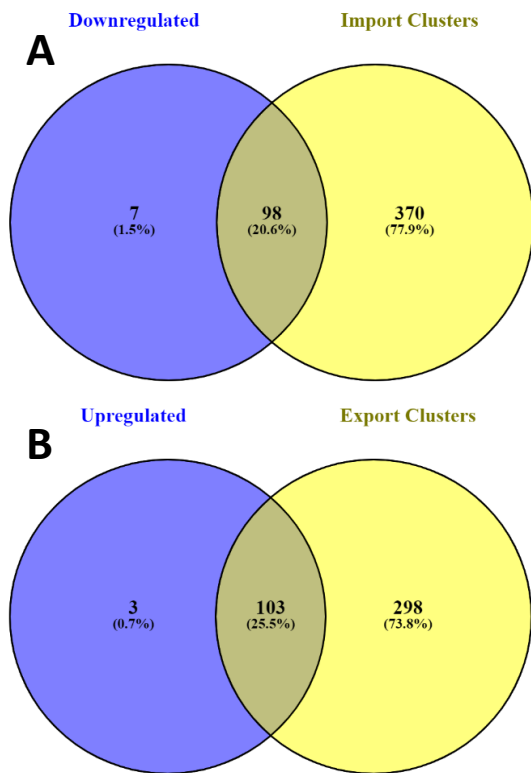 Downregulated Import Clusters
A
7 98 370
(1.5%) (20.6%) (77.9%)
Upregulated Export Clusters
B
3 103 298
(0.7%) (25.5%) (73.8%)